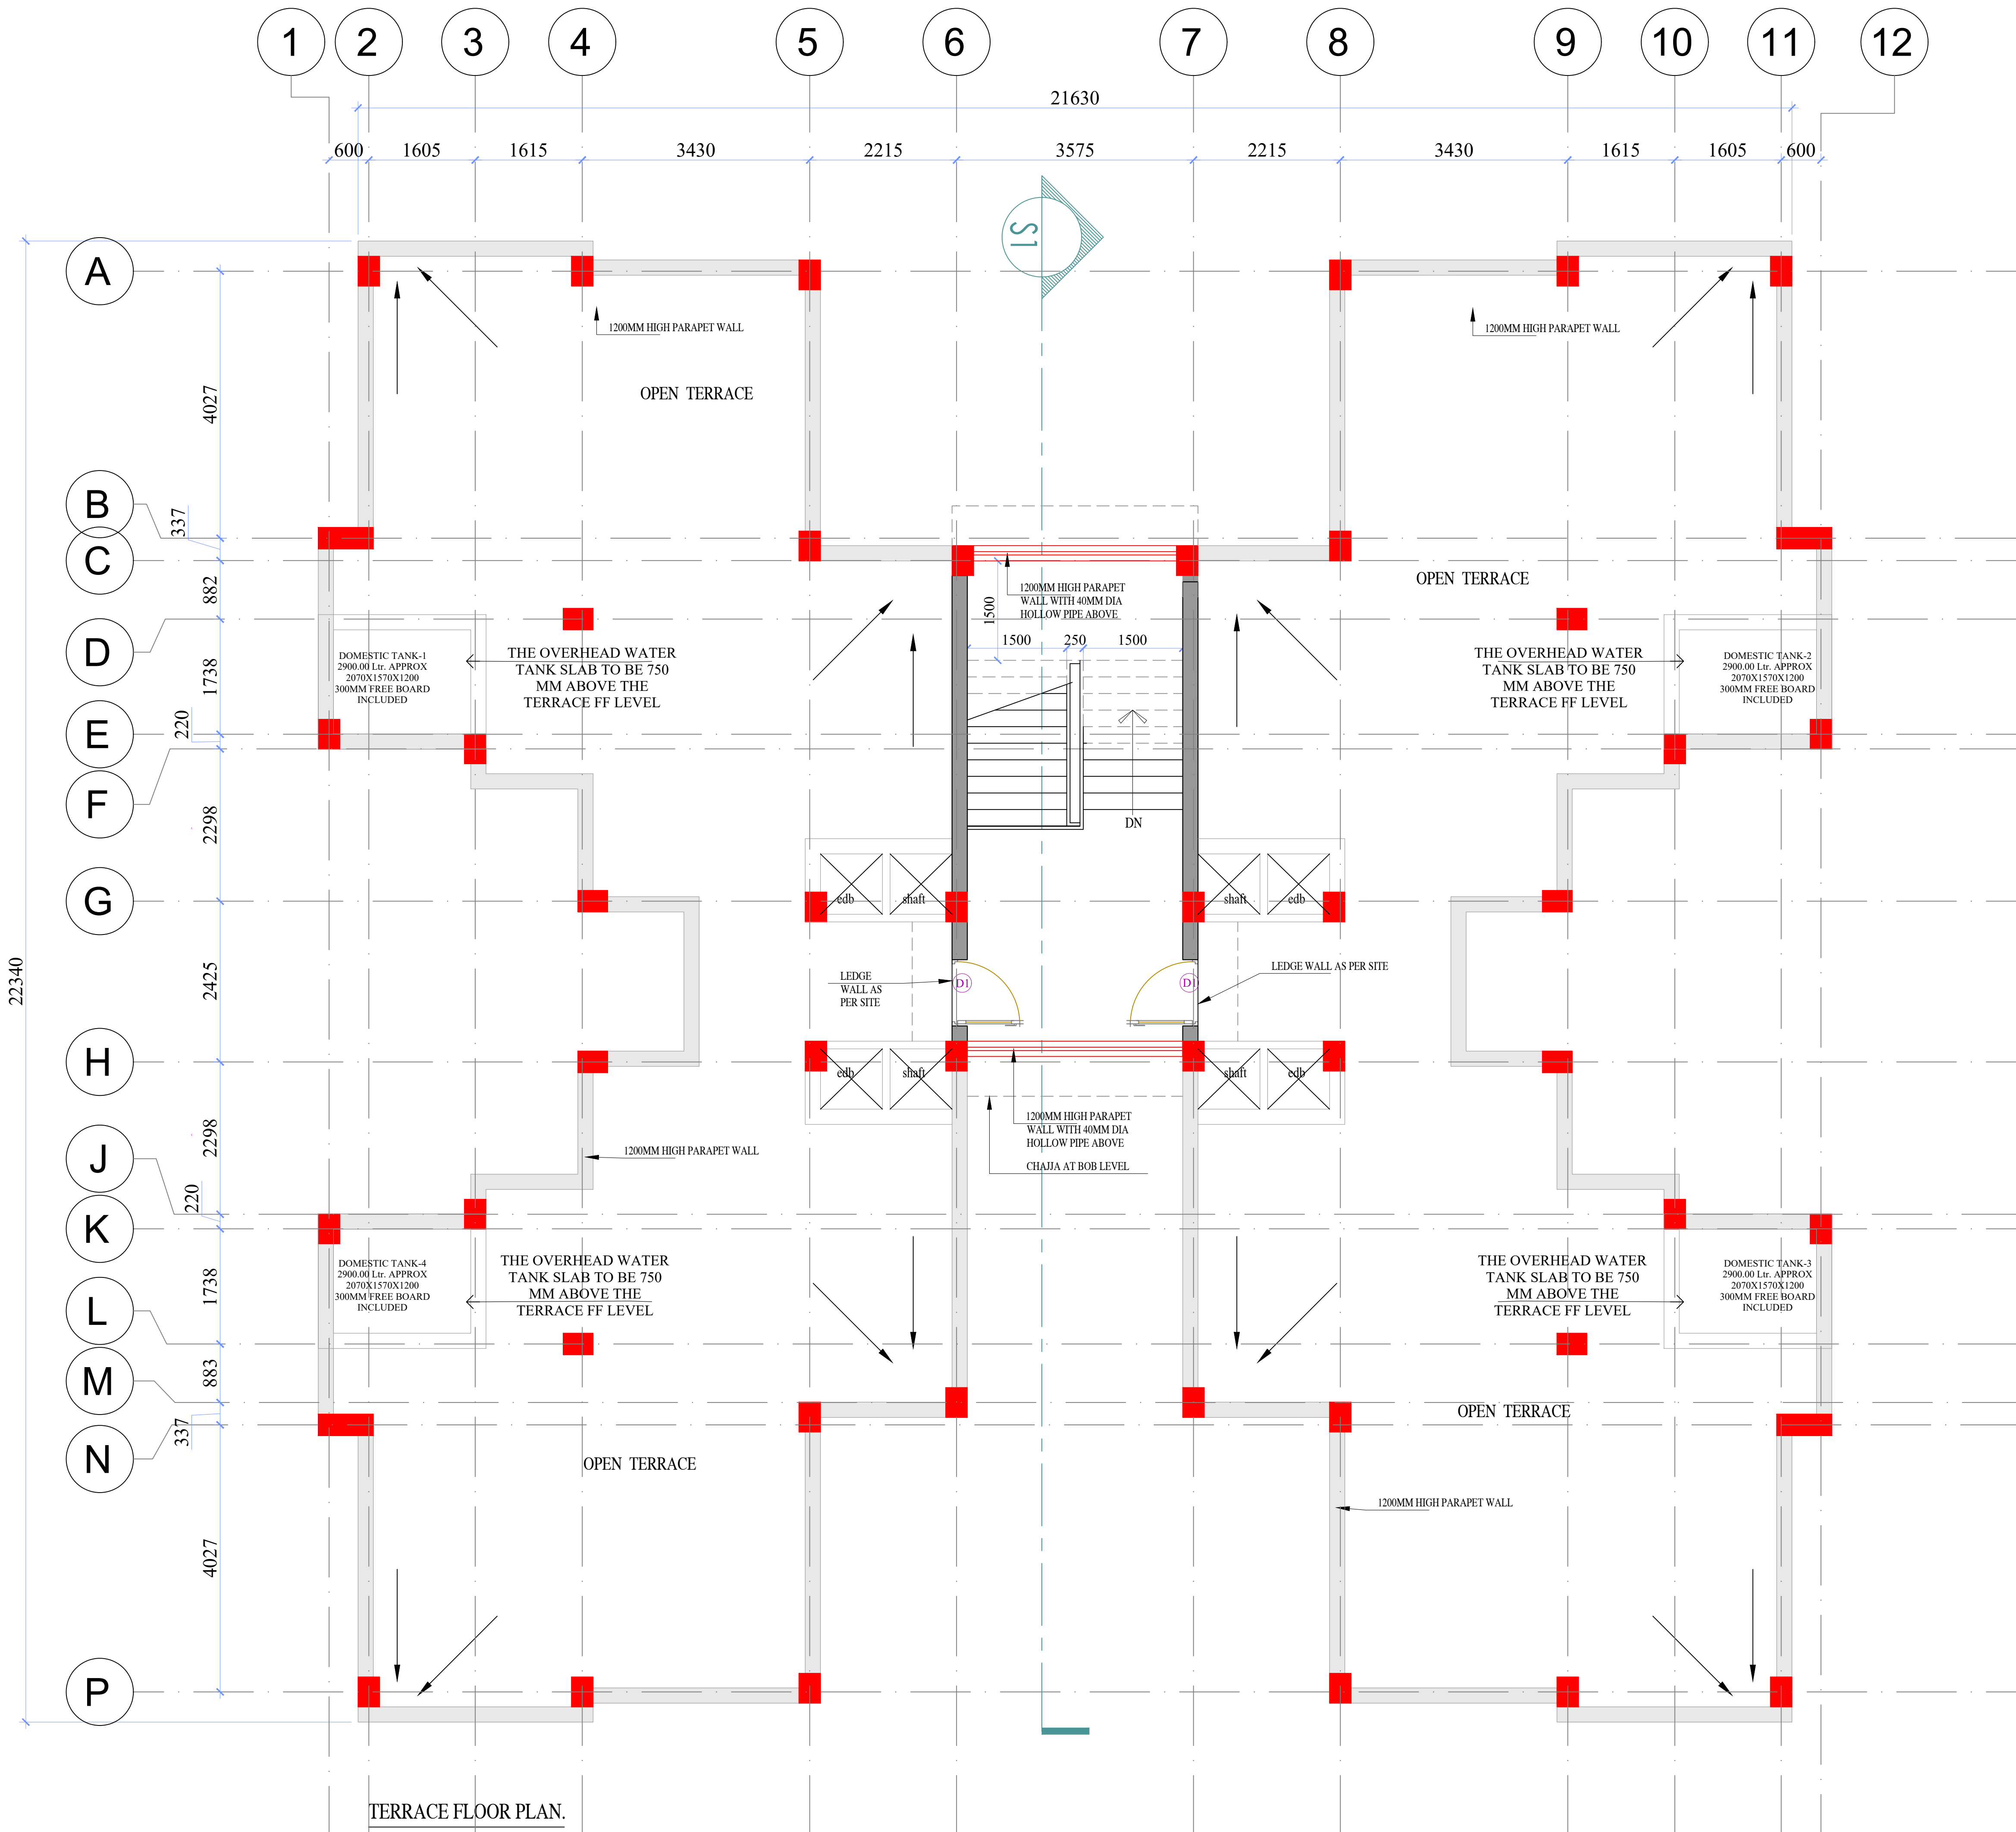 1 2 3 4 5 6 7 8 9 10 11 12
21630
600 1605 1615 3430 2215 3575 2215 3430 1615 1605 600
S1
A
1200MM HIGH PARAPET WALL
1200MM HIGH PARAPET WALL
OPEN TERRACE
4027
B
337
C
OPEN TERRACE
882
1200MM HIGH PARAPET
WALL WITH 40MM DIA
HOLLOW PIPE ABOVE
1500
1500 250 1500
D
DOMESTIC TANK-1
2900.00 Ltr. APPROX
2070X1570X1200
300MM FREE BOARD
INCLUDED
THE OVERHEAD WATER
TANK SLAB TO BE 750
MM ABOVE THE
TERRACE FF LEVEL
THE OVERHEAD WATER
TANK SLAB TO BE 750
MM ABOVE THE
TERRACE FF LEVEL
DOMESTIC TANK-2
2900.00 Ltr. APPROX
2070X1570X1200
300MM FREE BOARD
INCLUDED
1738
E
220
F
2298
DN
G
edb shaft shaft edb
22340
2425
LEDGE
WALL AS
PER SITE
D1
D1
LEDGE WALL AS PER SITE
H
edb shaft shaft edb
2298
1200MM HIGH PARAPET
WALL WITH 40MM DIA
HOLLOW PIPE ABOVE
CHAJJA AT BOB LEVEL
1200MM HIGH PARAPET WALL
J
220
K
DOMESTIC TANK-4
2900.00 Ltr. APPROX
2070X1570X1200
300MM FREE BOARD
INCLUDED
THE OVERHEAD WATER
TANK SLAB TO BE 750
MM ABOVE THE
TERRACE FF LEVEL
THE OVERHEAD WATER
TANK SLAB TO BE 750
MM ABOVE THE
TERRACE FF LEVEL
DOMESTIC TANK-3
2900.00 Ltr. APPROX
2070X1570X1200
300MM FREE BOARD
INCLUDED
1738
L
883
M
OPEN TERRACE
337
N
OPEN TERRACE
1200MM HIGH PARAPET WALL
4027
P
TERRACE FLOOR PLAN.